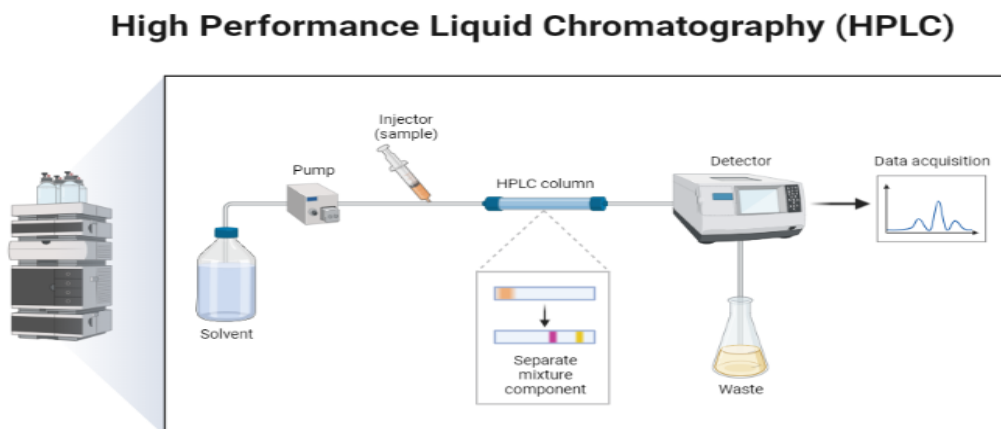 High Performance Liquid Chromatography (HPLC)
Injector
(sample)
Pump
HPLC column
Detector
Data acquisition
Solvent
Separate
mixture
component
Waste